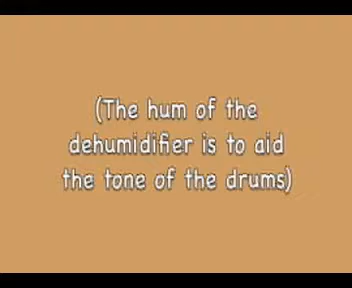 (The hum of the
dehumidifier is to aid
the tone of the drums)